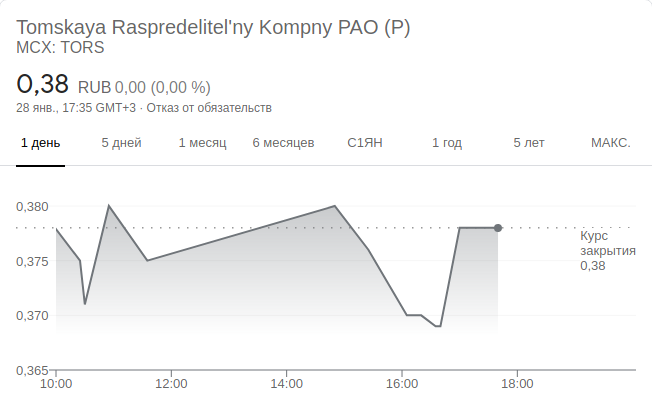 Tomskaya Raspredelitel'ny Kompny PAO (P)
MCX: TORS
0,38 RUB 0,00 (0,00 %)
28 янв., 17:35 GMT+3 · Отказ от обязательств
1 день 5 дней 1 месяц 6 месяцев С1ЯН 1 год 5 лет МАКС.
0,380
Курс
закрытия
0,38
0,375
0,370
0,365
10:00 12:00 14:00 16:00 18:00